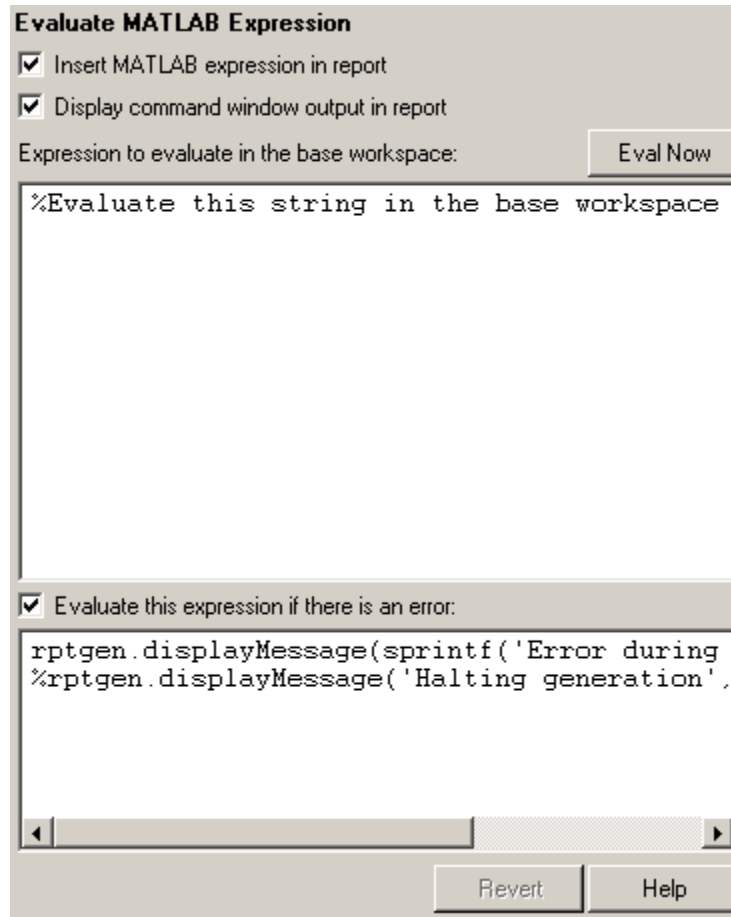 Evaluate MATLAB Expression
Insert MATLAB expression in report
Display command window output in report
Expression to evaluate in the base workspace: Eval Now
%Evaluate this string in the base workspace
Evaluate this expression if there is an error:
rptgen.displayMessage(sprintf('Error during
%rptgen.displayMessage('Halting generation',
Revert Help